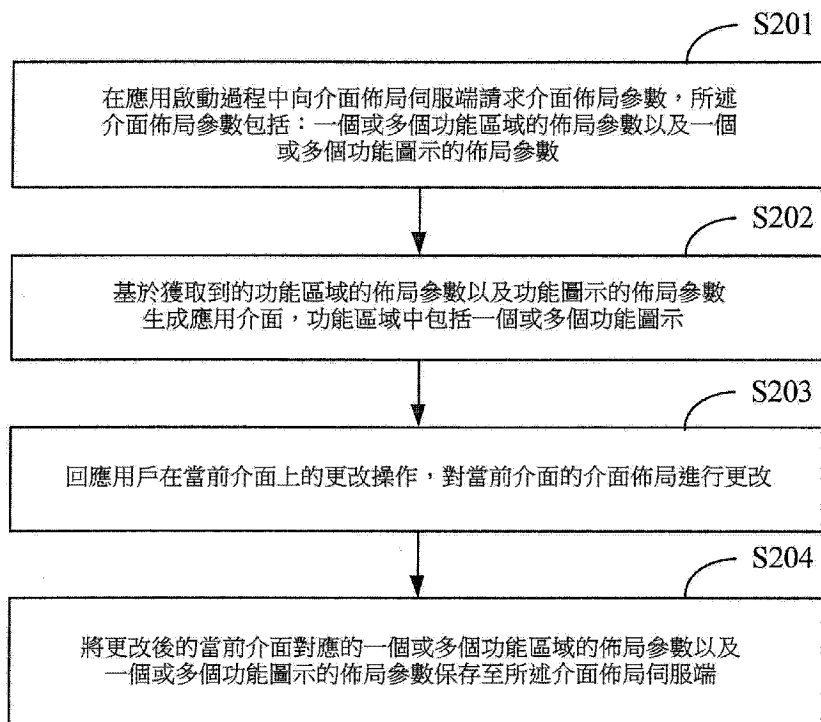 S201
在應用啟動過程中向介面佈局伺服端請求介面佈局參數，所述
介面佈局參數包括：一個或多個功能區域的佈局參數以及一個
或多個功能圖示的佈局參數
S202
基於獲取到的功能區域的佈局參數以及功能圖示的佈局參數
生成應用介面，功能區域中包括一個或多個功能圖示
S203
回應用戶在當前介面上的更改操作，對當前介面的介面佈局進行更改
S204
將更改後的當前介面對應的一個或多個功能區域的佈局參數以及
一個或多個功能圖示的佈局參數保存至所述介面佈局伺服端